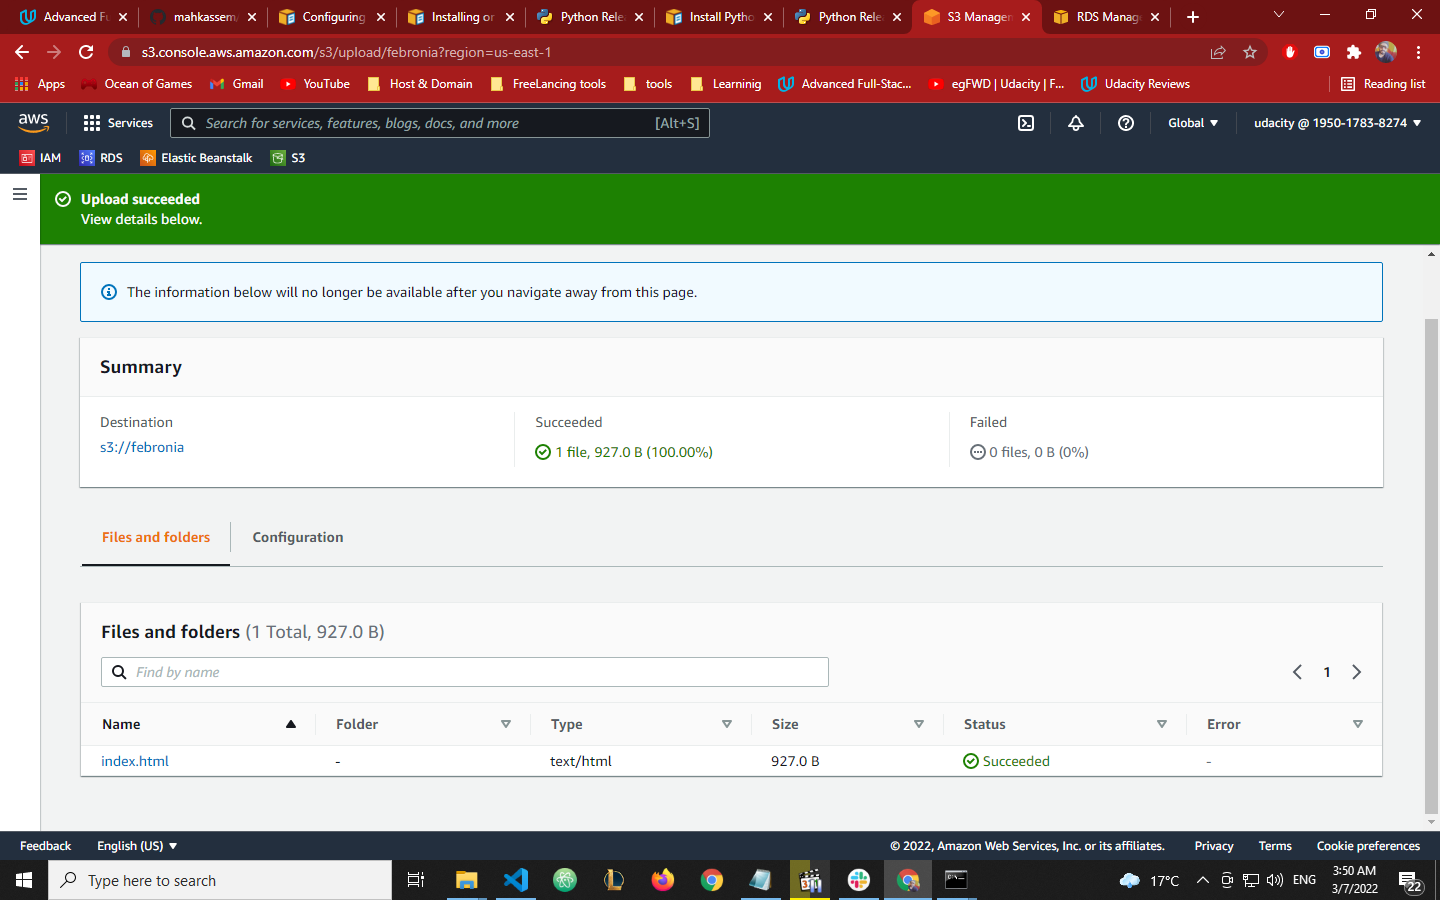 Advanced Fu
mahkassem
Configuring
Installing or
Python Rele
Install Pytho
Python Rele
S3 Managem
RDS Manag
s3.console.aws.amazon.com/s3/upload/febronia?region=us-east-1
Apps
Ocean of Games
Gmail
YouTube
Host & Domain
FreeLancing tools
tools
Learninig
Advanced Full-Stac...
egFWD | Udacity | F...
Udacity Reviews
Reading list
aws
Services
Search for services, features, blogs, docs, and more
[Alt+S]
Global
udacity @ 1950-1783-8274
IAM
RDS
Elastic Beanstalk
S3
Upload succeeded
View details below.
The information below will no longer be available after you navigate away from this page.
Summary
Destination
s3://febronia
Succeeded
1 file, 927.0 B (100.00%)
Failed
0 files, 0 B (0%)
Files and folders
Configuration
Files and folders (1 Total, 927.0 B)
Find by name
1
Name
Folder
Type
Size
Status
Error
index.html
-
text/html
927.0 B
Succeeded
-
Feedback
English (US)
© 2022, Amazon Web Services, Inc. or its affiliates.
Privacy
Terms
Cookie preferences
Type here to search
17°C
ENG
3:50 AM
3/7/2022
22